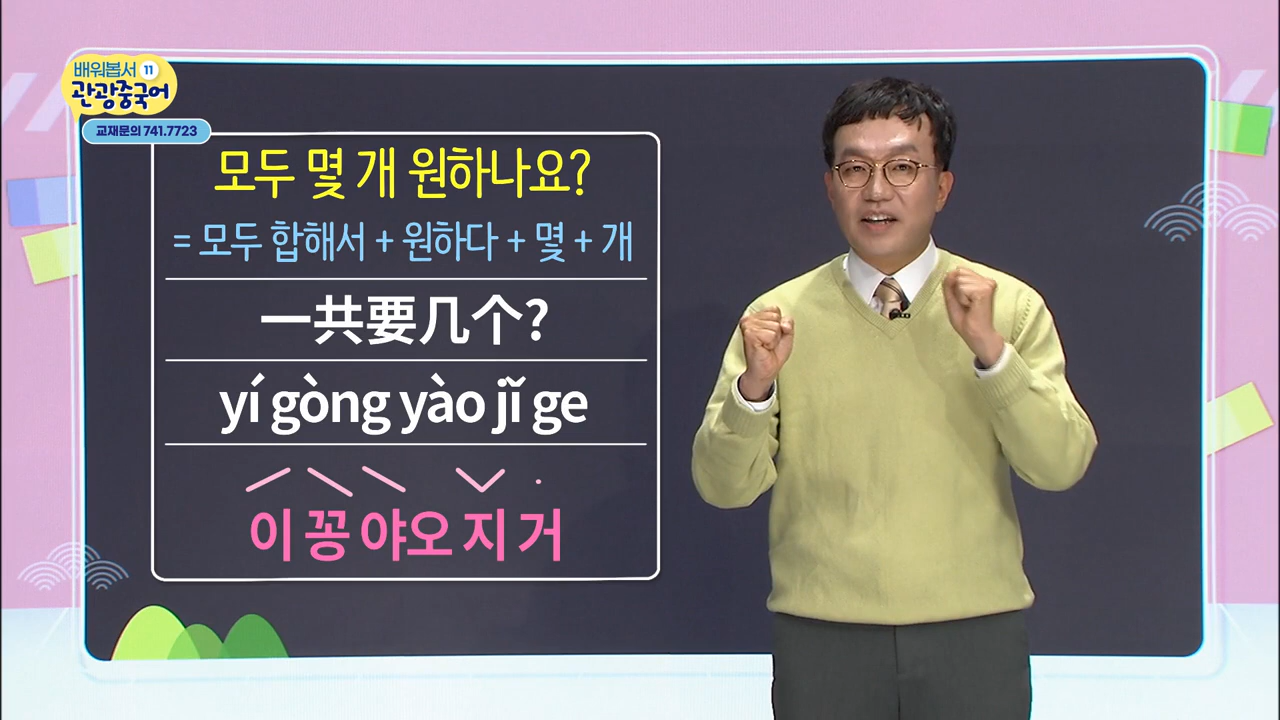 배워봅서 11
관광중국어
교재문의 741.7723
모두 몇 개 원하나요?
= 모두 합해서 + 원하다 + 몇 + 개
一共要几个?
yí gòng yào jǐ ge
이 꽁 야오 지 거